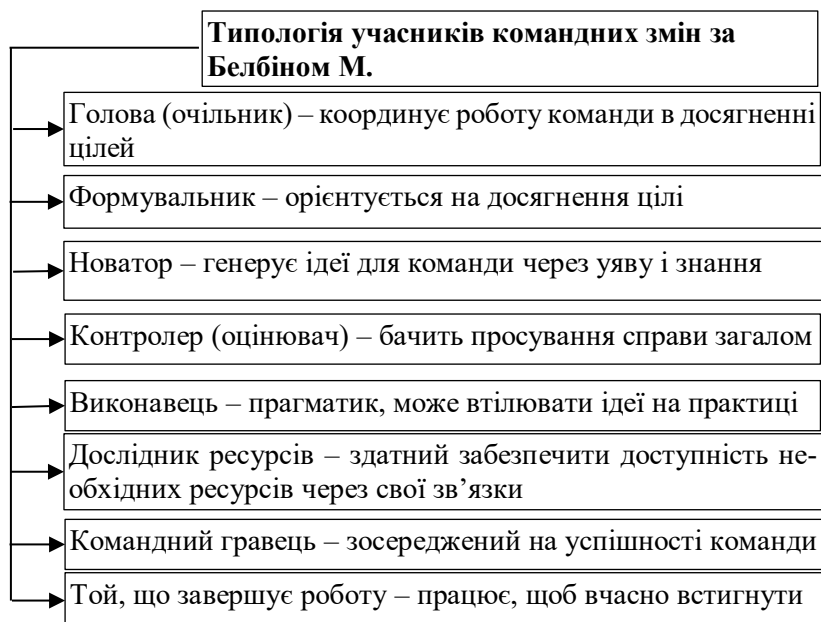 Типологія учасників командних змін за
Белбіном М.
Голова (очільник) – координує роботу команди в досягненні
цілей
Формувальник – орієнтується на досягнення цілі
Новатор – генерує ідеї для команди через уяву і знання
Контролер (оцінювач) – бачить просування справи загалом
Виконавець – прагматик, може втілювати ідеї на практиці
Дослідник ресурсів – здатний забезпечити доступність не-
обхідних ресурсів через свої зв’язки
Командний гравець – зосереджений на успішності команди
Той, що завершує роботу – працює, щоб вчасно встигнути